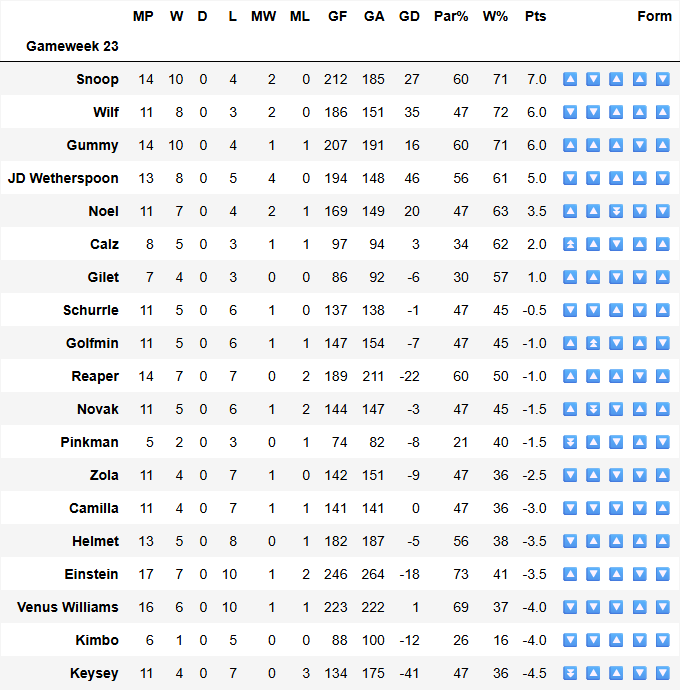 MP W D L MW ML GF GA GD Par% W% Pts Form
Gameweek 23
Snoop 14 10 0 4 2 0 212 185 27 60 71 7.0 🔼 🔽 🔼 🔼 🔽
Wilf 11 8 0 3 2 0 186 151 35 47 72 6.0 🔽 🔽 🔼 🔼 🔼
Gummy 14 10 0 4 1 1 207 191 16 60 71 6.0 🔼 🔼 🔼 🔽 🔼
JD Wetherspoon 13 8 0 5 4 0 194 148 46 56 61 5.0 🔽 🔽 🔼 🔼 🔽
Noel 11 7 0 4 2 1 169 149 20 47 63 3.5 🔼 🔼 ⏬ 🔽 🔽
Calz 8 5 0 3 1 1 97 94 3 34 62 2.0 ⏫ 🔼 🔽 🔼 🔼
Gilet 7 4 0 3 0 0 86 92 -6 30 57 1.0 🔼 🔼 🔽 🔽 🔼
Schurrle 11 5 0 6 1 0 137 138 -1 47 45 -0.5 🔽 🔽 🔼 🔽 🔼
Golfmin 11 5 0 6 1 1 147 154 -7 47 45 -1.0 🔼 ⏫ 🔽 🔼 🔽
Reaper 14 7 0 7 0 2 189 211 -22 60 50 -1.0 🔼 🔼 🔼 🔽 🔼
Novak 11 5 0 6 1 2 144 147 -3 47 45 -1.5 🔼 ⏬ 🔽 🔼 🔼
Pinkman 5 2 0 3 0 1 74 82 -8 21 40 -1.5 ⏬ 🔼 🔽 🔼 🔽
Zola 11 4 0 7 1 0 142 151 -9 47 36 -2.5 🔽 🔼 🔽 🔽 🔼
Camilla 11 4 0 7 1 1 141 141 0 47 36 -3.0 🔽 🔽 🔽 🔽 🔼
Helmet 13 5 0 8 0 1 182 187 -5 56 38 -3.5 🔽 🔼 🔼 🔼 🔽
Einstein 17 7 0 10 1 2 246 264 -18 73 41 -3.5 🔼 🔽 🔼 🔽 🔽
Venus Williams 16 6 0 10 1 1 223 222 1 69 37 -4.0 🔽 🔽 🔽 🔼 🔽
Kimbo 6 1 0 5 0 0 88 100 -12 26 16 -4.0 🔽 🔽 🔼 🔽 🔽
Keysey 11 4 0 7 0 3 134 175 -41 47 36 -4.5 ⏬ 🔼 🔼 🔽 🔽